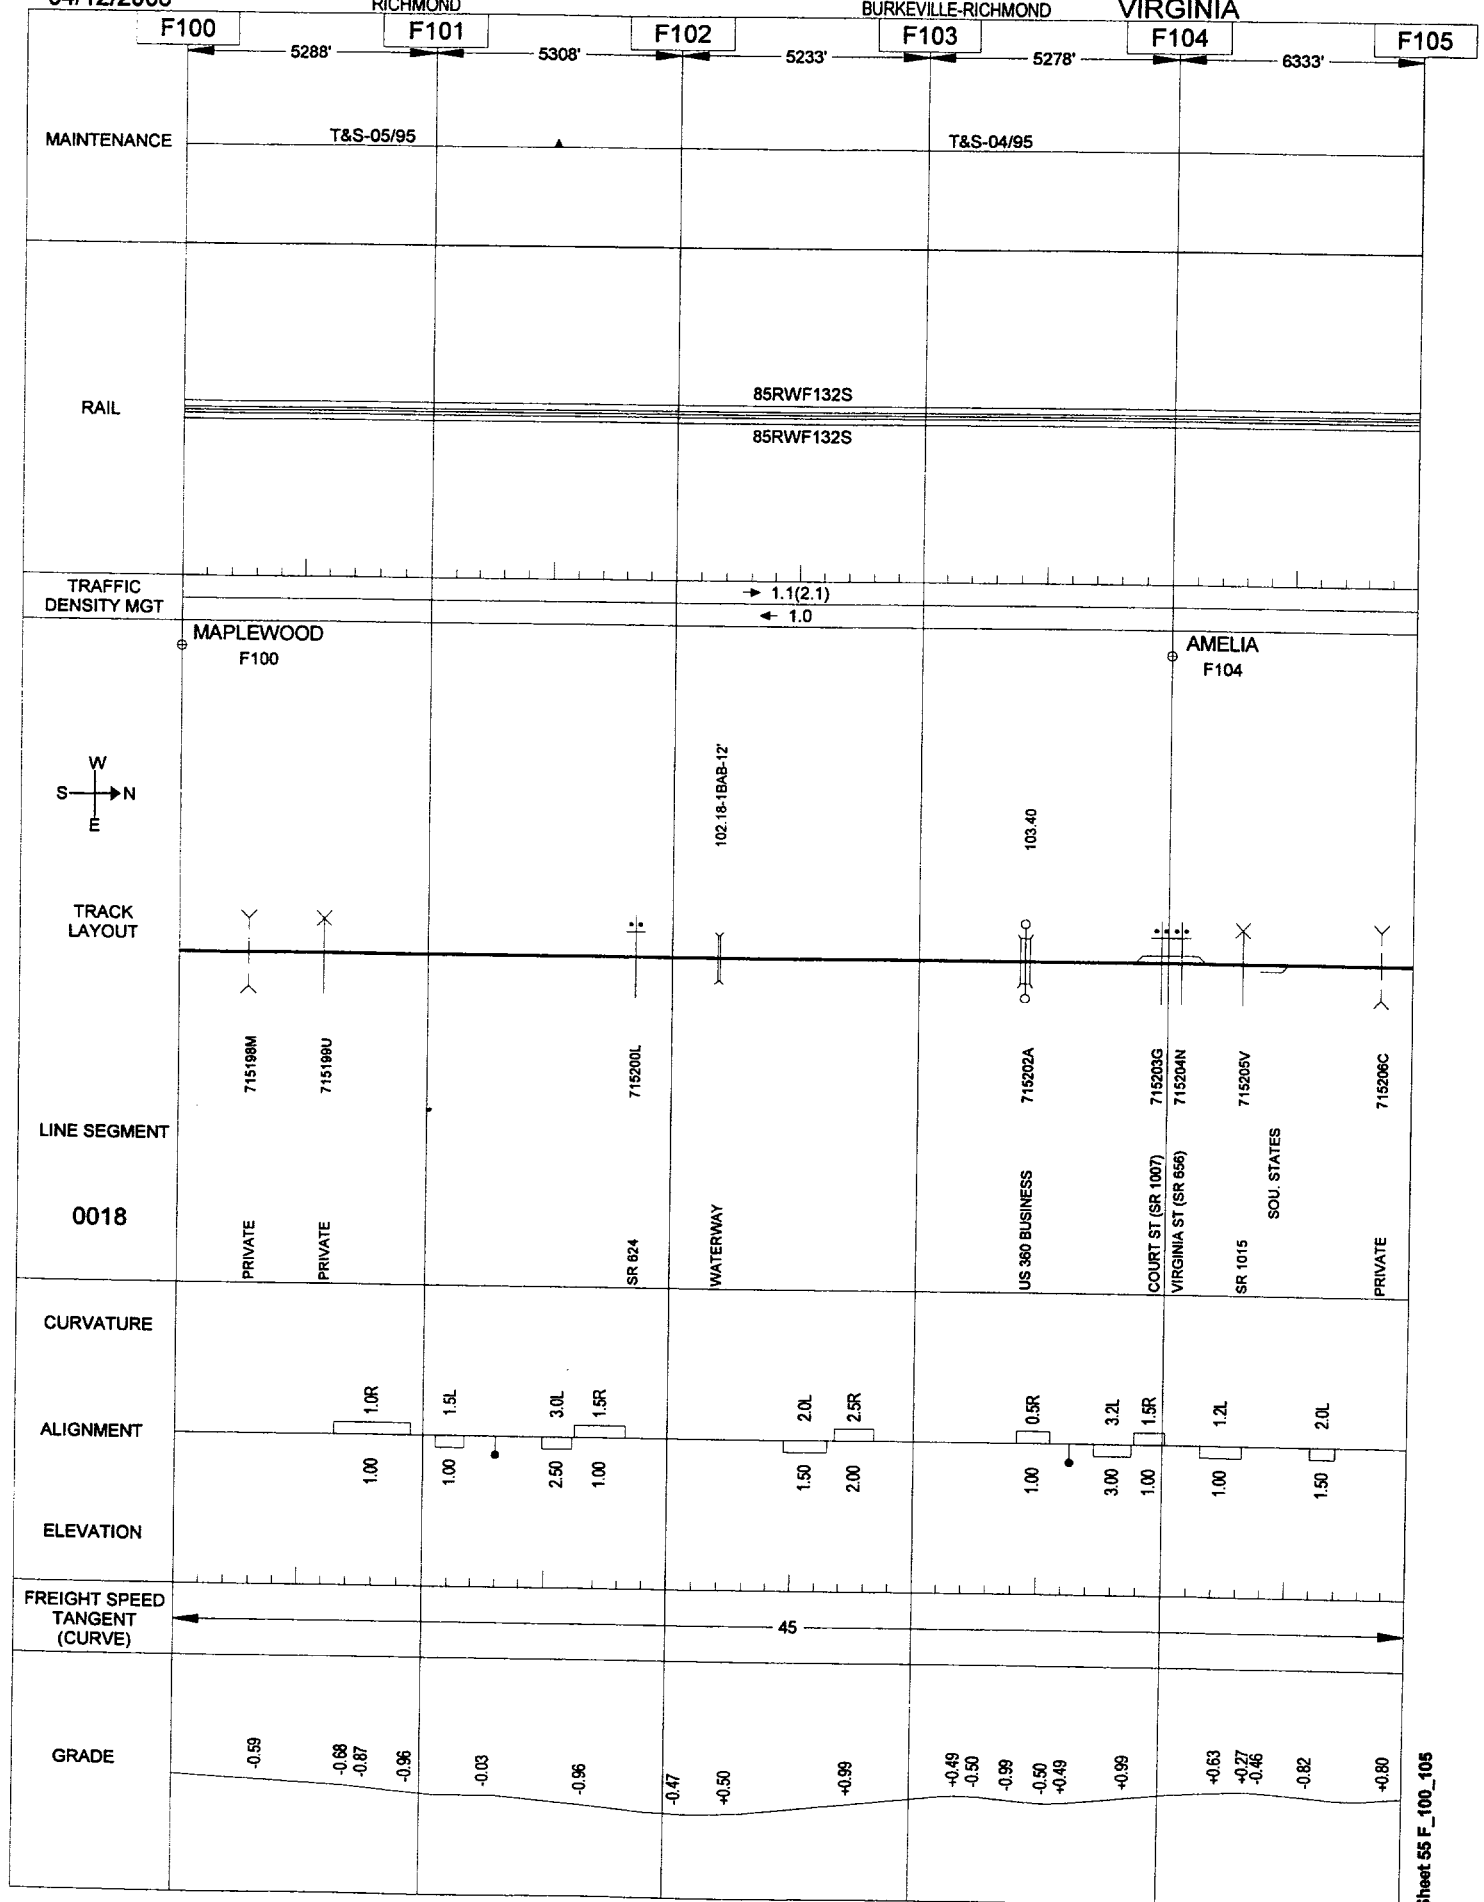 RICHMOND
BURKEVILLE-RICHMOND
VIRGINIA
F100
F101
F102
F103
F104
F105
5288'
5308'
5233'
5278'
6333'
MAINTENANCE
T&S-05/95
T&S-04/95
RAIL
85RWF132S
85RWF132S
TRAFFIC
DENSITY MGT
1.1(2.1)
1.0
MAPLEWOOD
F100
AMELIA
F104
W
S N
E
102.18-1BAB-12'
103.40
TRACK
LAYOUT
715198M
715199U
715200L
715202A
715203G
715204N
715205V
715206C
LINE SEGMENT
0018
PRIVATE
PRIVATE
SR 624
WATERWAY
US 360 BUSINESS
COURT ST (SR 1007)
VIRGINIA ST (SR 656)
SR 1015
SOU. STATES
PRIVATE
CURVATURE
1.0R
1.5L
3.0L
1.5R
2.0L
2.5R
0.5R
3.2L
1.5R
1.2L
2.0L
ALIGNMENT
1.00
1.00
2.50
1.00
1.50
2.00
1.00
3.00
1.00
1.00
1.50
ELEVATION
FREIGHT SPEED
TANGENT
(CURVE)
45
GRADE
-0.59
-0.68
-0.87
-0.96
-0.03
-0.96
-0.47
+0.50
+0.99
+0.49
-0.50
-0.99
-0.50
+0.49
+0.99
+0.63
+0.27
-0.46
-0.82
+0.80
Sheet 55 F_100_105